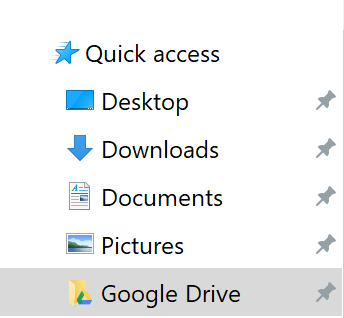 Quick access
Desktop
Downloads
Documents
Pictures
Google Drive